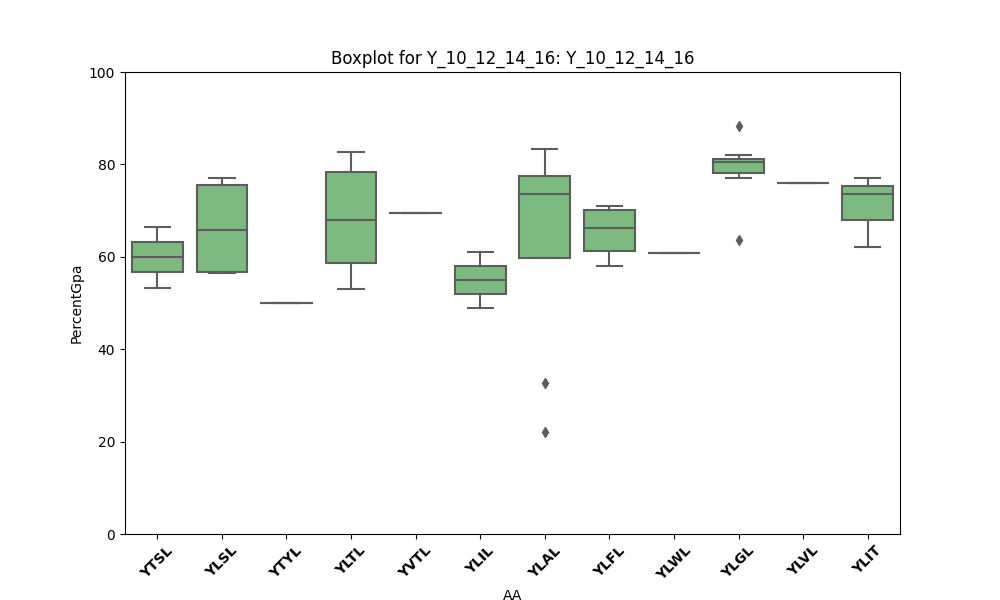 Boxplot for Y_10_12_14_16: Y_10_12_14_16
100
80
60
40
20
0
PercentGpa
YTSL YLSL YTYL YLTL YVTL YLIL YLAL YLFL YLWL YLGL YLVL YLIT
AA